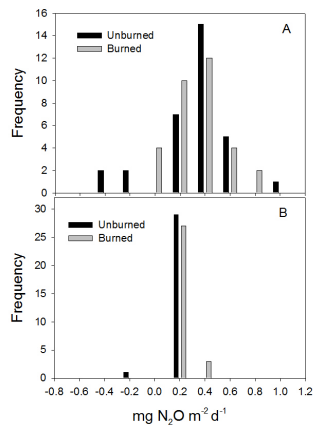 16
14
12
10
8
6
4
2
0
Frequency
Unburned
Burned
A
30
25
20
15
10
5
0
Frequency
Unburned
Burned
B
-0.8 -0.6 -0.4 -0.2 0.0 0.2 0.4 0.6 0.8 1.0 1.2
mg N₂O m⁻² d⁻¹